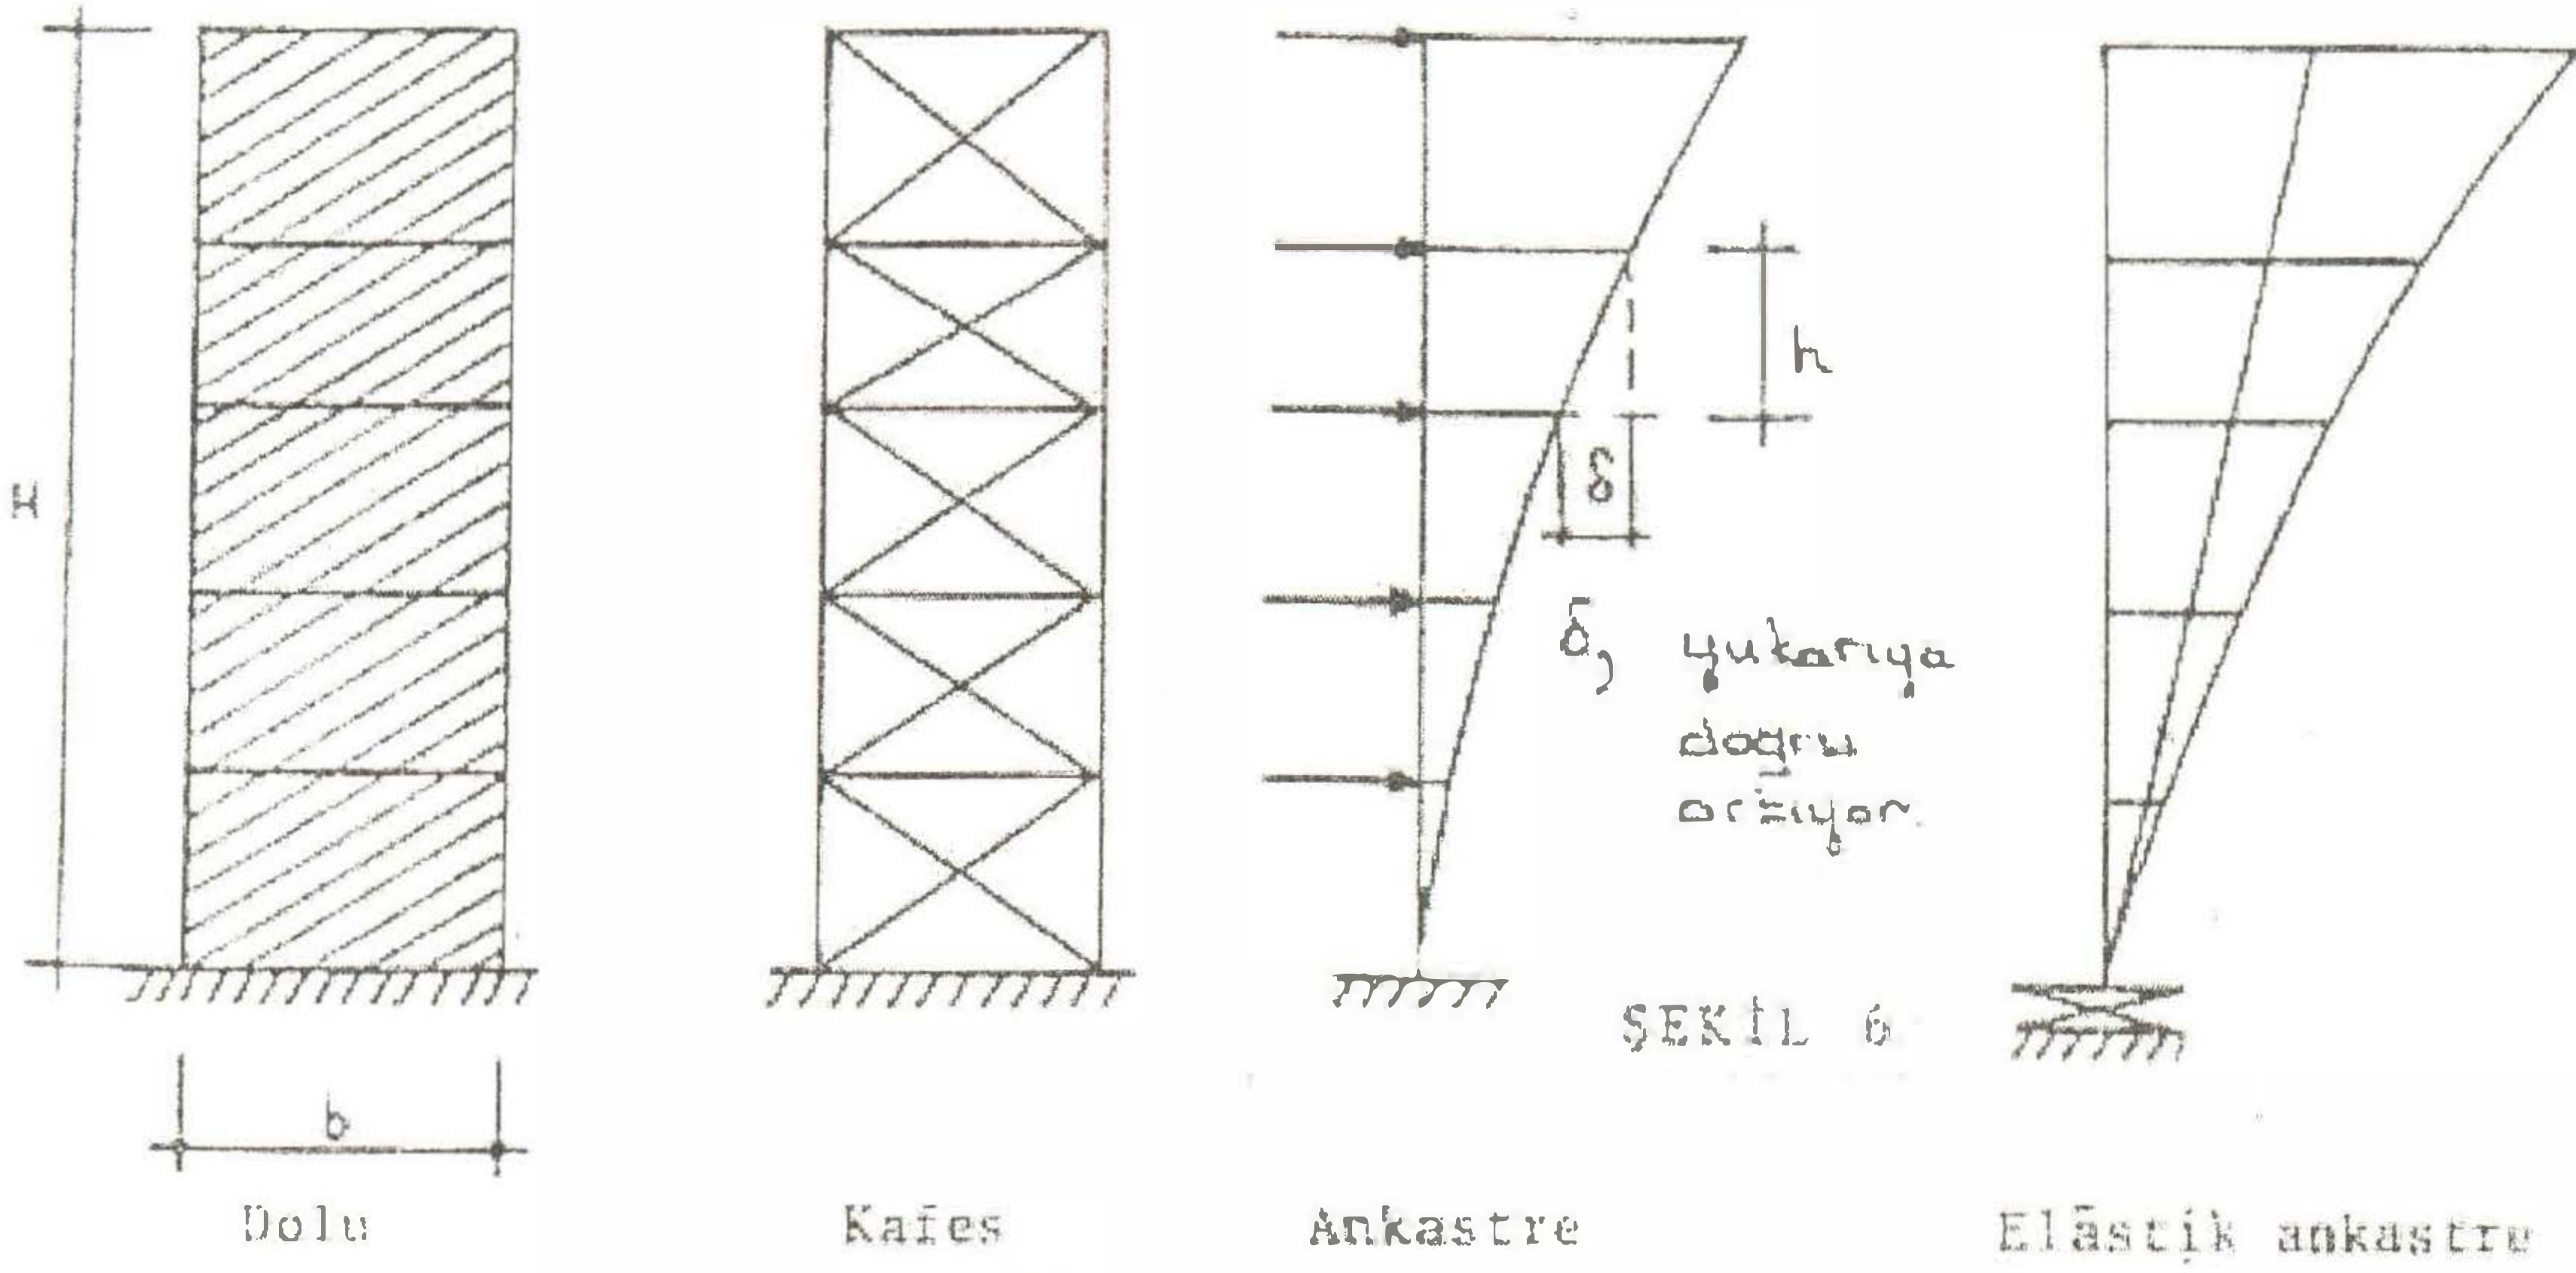 H
h
δ
δ, yukarıya
doğru
artıyor.
ŞEKİL 6
b
Dolu
Kafes
Ankastre
Elâstik ankastre